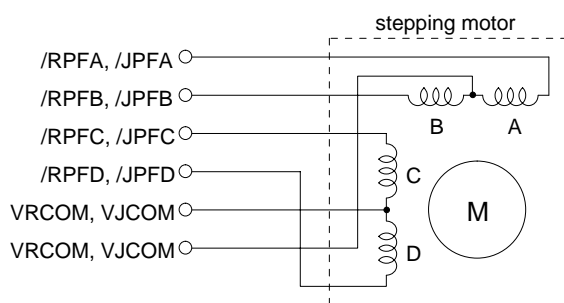 stepping motor
/RPFA, /JPFA
/RPFB, /JPFB
B
A
/RPFC, /JPFC
/RPFD, /JPFD
C
VRCOM, VJCOM
M
VRCOM, VJCOM
D